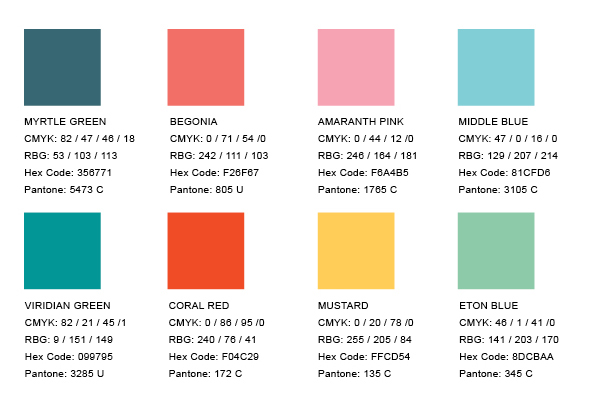 MYRTLE GREEN
CMYK: 82 / 47 / 46 / 18
RBG: 53 / 103 / 113
Hex Code: 356771
Pantone: 5473 C
BEGONIA
CMYK: 0 / 71 / 54 /0
RBG: 242 / 111 / 103
Hex Code: F26F67
Pantone: 805 U
AMARANTH PINK
CMYK: 0 / 44 / 12 /0
RBG: 246 / 164 / 181
Hex Code: F6A4B5
Pantone: 1765 C
MIDDLE BLUE
CMYK: 47 / 0 / 16 / 0
RBG: 129 / 207 / 214
Hex Code: 81CFD6
Pantone: 3105 C
VIRIDIAN GREEN
CMYK: 82 / 21 / 45 /1
RBG: 9 / 151 / 149
Hex Code: 099795
Pantone: 3285 U
CORAL RED
CMYK: 0 / 86 / 95 /0
RBG: 240 / 76 / 41
Hex Code: F04C29
Pantone: 172 C
MUSTARD
CMYK: 0 / 20 / 78 /0
RBG: 255 / 205 / 84
Hex Code: FFCD54
Pantone: 135 C
ETON BLUE
CMYK: 46 / 1 / 41 /0
RBG: 141 / 203 / 170
Hex Code: 8DCBAA
Pantone: 345 C